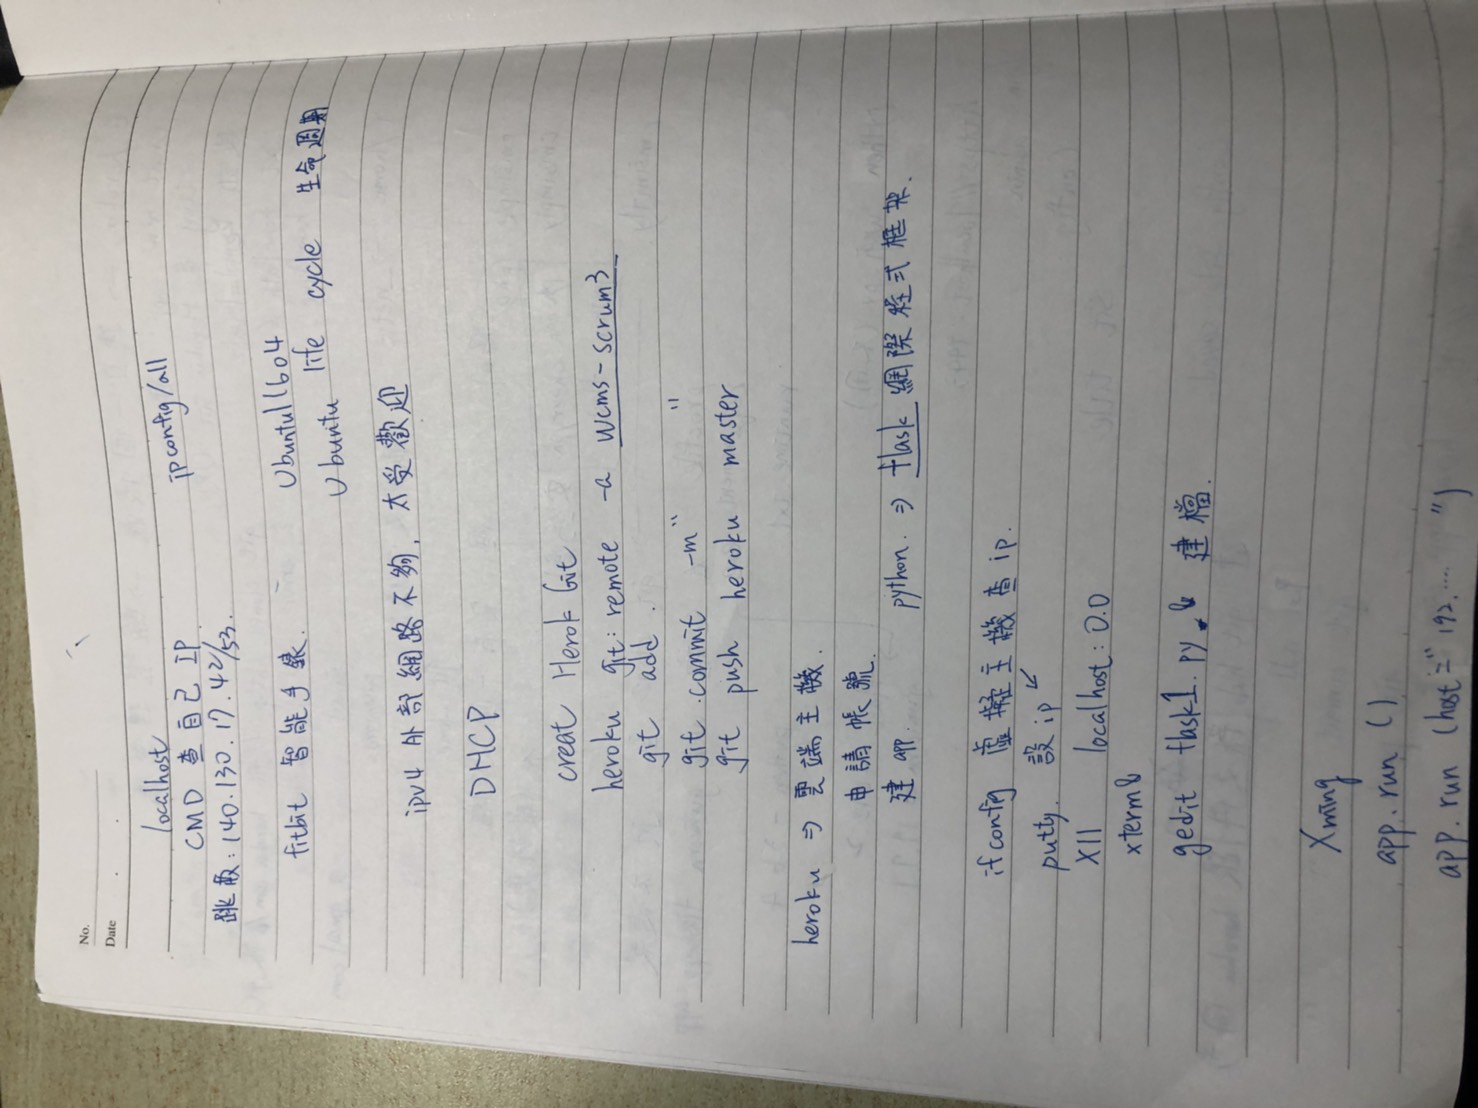 No.
Date
localhost
CMD 查自己 IP ipconfig/all
跳板:140.130.17.42/53.
fitbit 智能手錶. Ubuntu1604
Ubuntu life cycle 生命週期
ipv4 外部網路不夠,太受歡迎
DHCP
creat Herok Git
heroku git:remote -a wcms-scrum3
git add .
git commit -m" "
git push heroku master
heroku ⇒ 雲端主機.
申請帳號.
建 app. python. ⇒ flask 網際程式框架.
ifconfig 虛擬主機查 ip.
putty. 設 ip ↙
X11 localhost:0.0
xterm&
gedit flask1.py & 建檔.
Xming
app.run ()
app.run (host="192....")